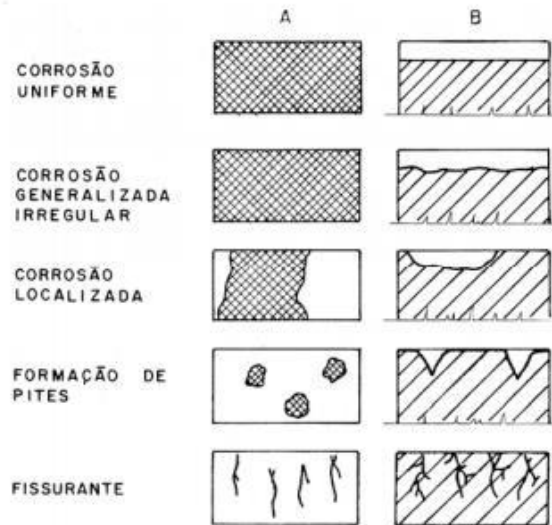 A B
CORROSÃO
UNIFORME
CORROSÃO
GENERALIZADA
IRREGULAR
CORROSÃO
LOCALIZADA
FORMAÇÃO DE
PITES
FISSURANTE